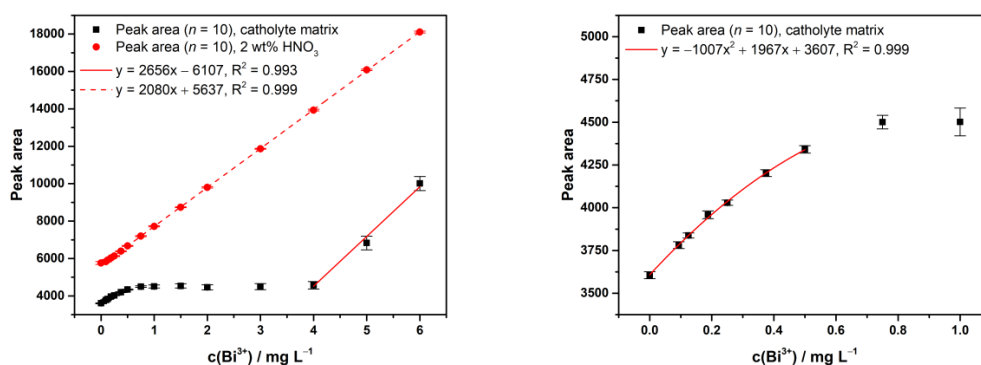 Peak area (n = 10), catholyte matrix
Peak area (n = 10), 2 wt% HNO₃
y = 2656x – 6107, R² = 0.993
y = 2080x + 5637, R² = 0.999
18000
16000
14000
12000
10000
8000
6000
4000
Peak area
0 1 2 3 4 5 6
c(Bi³⁺) / mg L⁻¹
Peak area (n = 10), catholyte matrix
y = –1007x² + 1967x + 3607, R² = 0.999
5000
4750
4500
4250
4000
3750
3500
Peak area
0.0 0.2 0.4 0.6 0.8 1.0
c(Bi³⁺) / mg L⁻¹